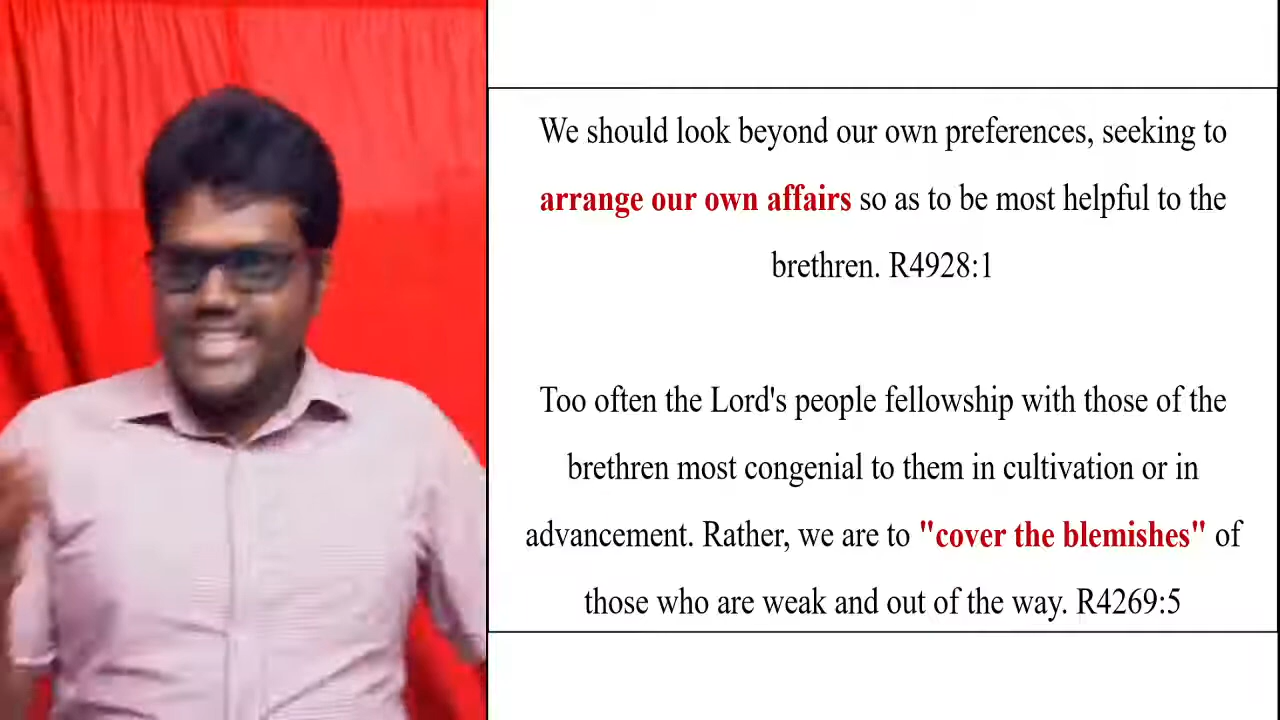 We should look beyond our own preferences, seeking to
arrange our own affairs so as to be most helpful to the
brethren. R4928:1
Too often the Lord's people fellowship with those of the
brethren most congenial to them in cultivation or in
advancement. Rather, we are to "cover the blemishes" of
those who are weak and out of the way. R4269:5